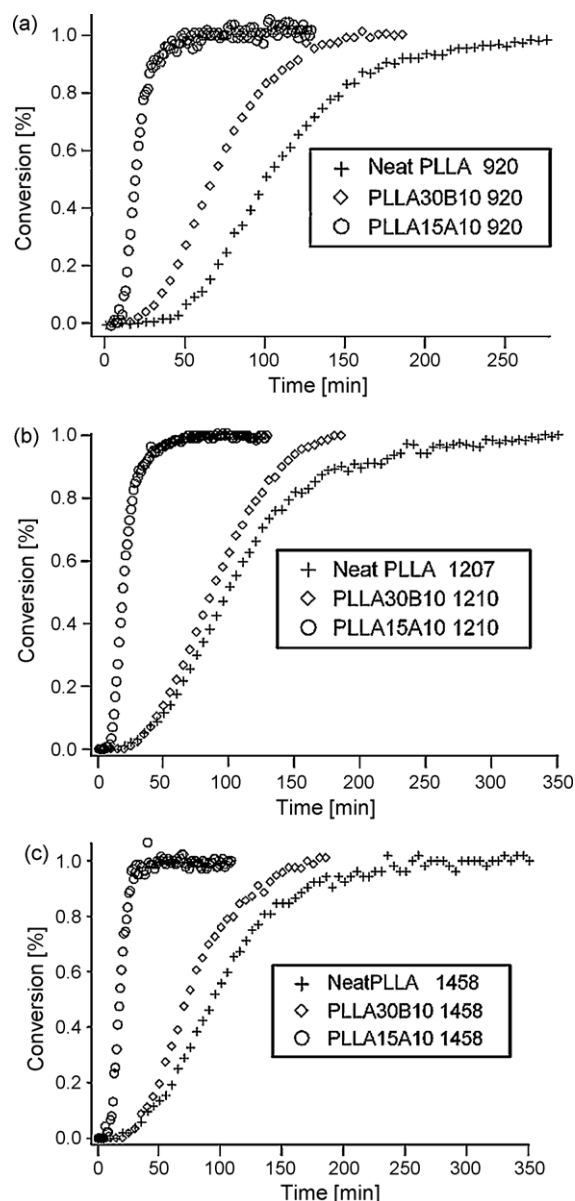 (a)
1.0
0.8
0.6
0.4
0.2
0.0
Conversion [%]
Neat PLLA 920
PLLA30B10 920
PLLA15A10 920
0 50 100 150 200 250
Time [min]
(b)
1.0
0.8
0.6
0.4
0.2
0.0
Conversion [%]
Neat PLLA 1207
PLLA30B10 1210
PLLA15A10 1210
0 50 100 150 200 250 300 350
Time [min]
(c)
1.0
0.8
0.6
0.4
0.2
0.0
Conversion [%]
NeatPLLA 1458
PLLA30B10 1458
PLLA15A10 1458
0 50 100 150 200 250 300 350
Time [min]